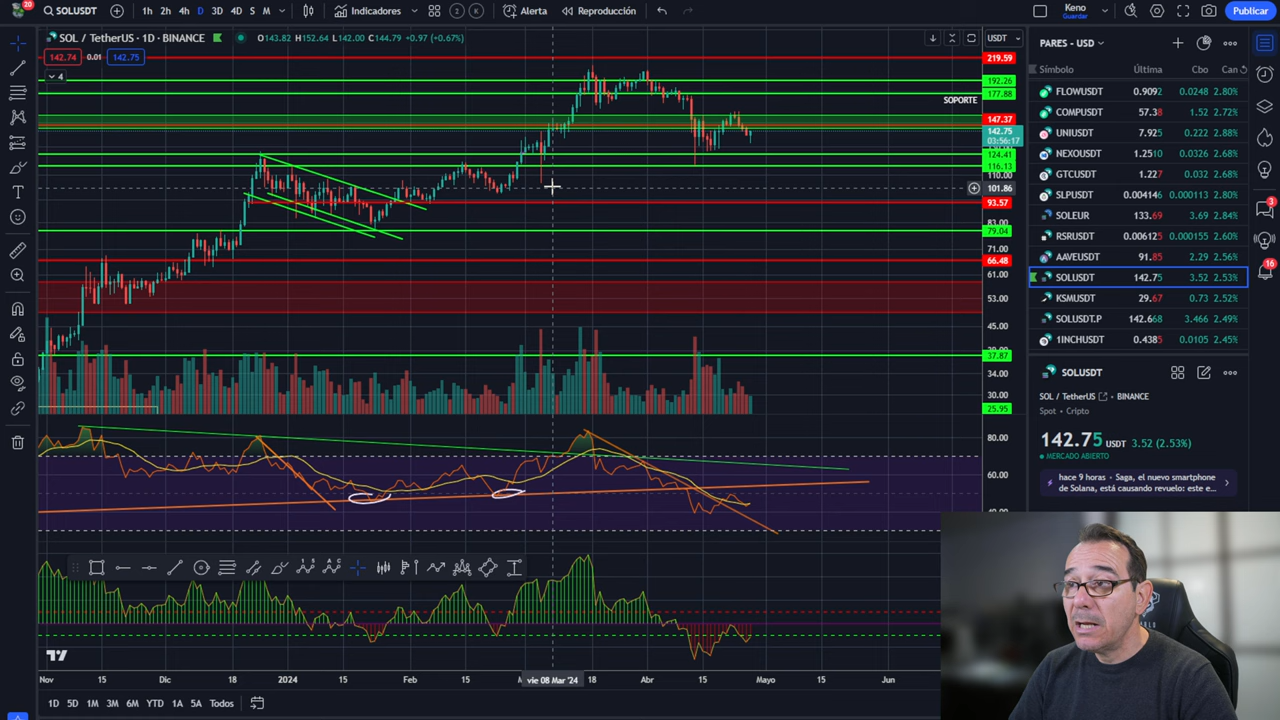 20
SOLUSDT
1h 2h 4h D 3D 4D S M
Indicadores
2 K
Alerta
Reproducción
Keno
Guardar
Publicar
SOL / TetherUS · 1D · BINANCE
O143.82 H152.64 L142.00 C144.79 +0.97 (+0.67%)
142.74 0.01 142.75
4
SOPORTE
USDT
219.59
192.26
177.88
147.37
142.75
03:56:17
124.41
116.13
110.00
101.86
93.57
83.00
79.04
71.00
66.48
61.00
53.00
45.00
37.87
34.00
30.00
25.95
80.00
60.00
40.00
Nov 15 Dic 18 2024 15 Feb 15 vie 08 Mar '24 18 Abr 15 Mayo 15 Jun
1D 5D 1M 3M 6M YTD 1A 5A Todos
PARES - USD
Símbolo Última Cbo Can
FLOWUSDT 0.9092 0.0248 2.80%
COMPUSDT 57.38 1.52 2.72%
UNIUSDT 7.925 0.222 2.88%
NEXOUSDT 1.2510 0.0326 2.68%
GTCUSDT 1.227 0.032 2.68%
SLPUSDT 0.004146 0.000113 2.80%
SOLEUR 133.69 3.69 2.84%
RSRUSDT 0.006125 0.000155 2.60%
AAVEUSDT 91.85 2.29 2.56%
SOLUSDT 142.75 3.52 2.53%
KSMUSDT 29.67 0.73 2.52%
SOLUSDT.P 142.668 3.466 2.49%
1INCHUSDT 0.4385 0.0105 2.45%
SOLUSDT
SOL / TetherUS · BINANCE
Spot · Cripto
142.75 USDT 3.52 (2.53%)
MERCADO ABIERTO
hace 9 horas · Saga, el nuevo smartphone
de Solana, está causando revuelo: este e...
3
16